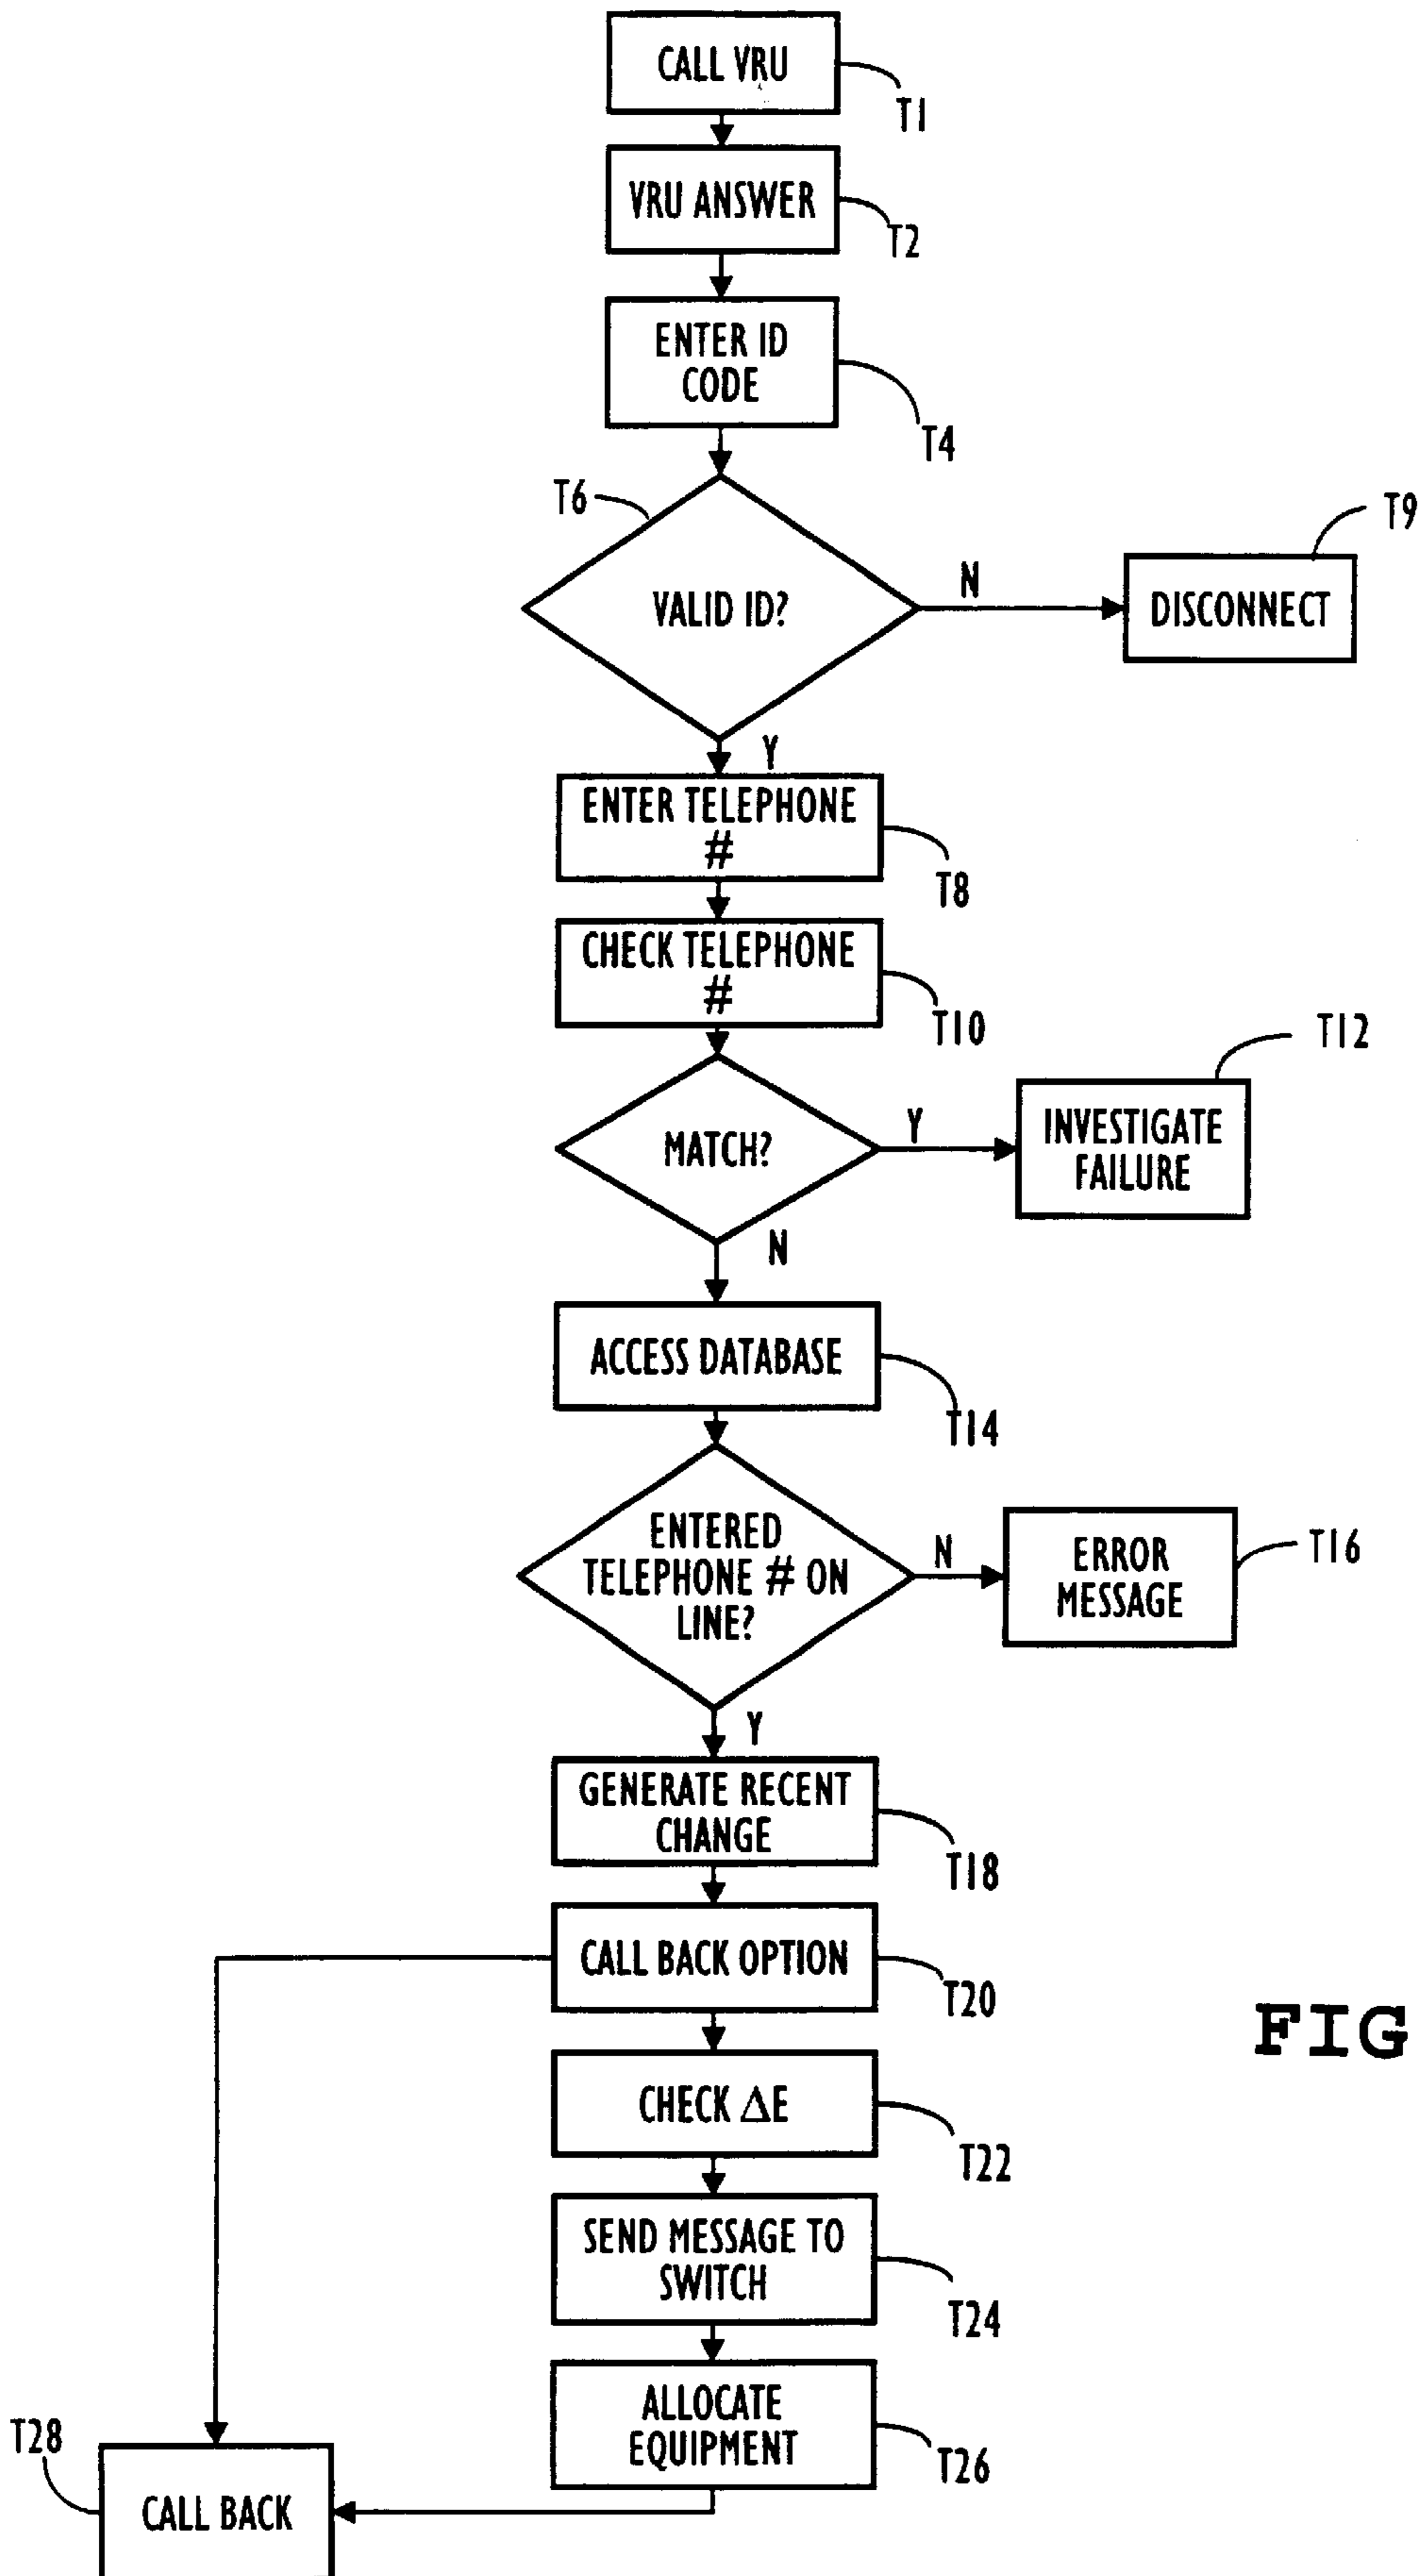 CALL VRU
T1
VRU ANSWER
T2
ENTER ID
CODE
T4
T6
VALID ID?
N
T9
DISCONNECT
Y
ENTER TELEPHONE
#
T8
CHECK TELEPHONE
#
T10
T12
MATCH?
Y
INVESTIGATE
FAILURE
N
ACCESS DATABASE
T14
ENTERED
TELEPHONE # ON
LINE?
N
ERROR
MESSAGE
T16
Y
GENERATE RECENT
CHANGE
T18
CALL BACK OPTION
T20
FIG
CHECK ΔE
T22
SEND MESSAGE TO
SWITCH
T24
ALLOCATE
EQUIPMENT
T26
T28
CALL BACK